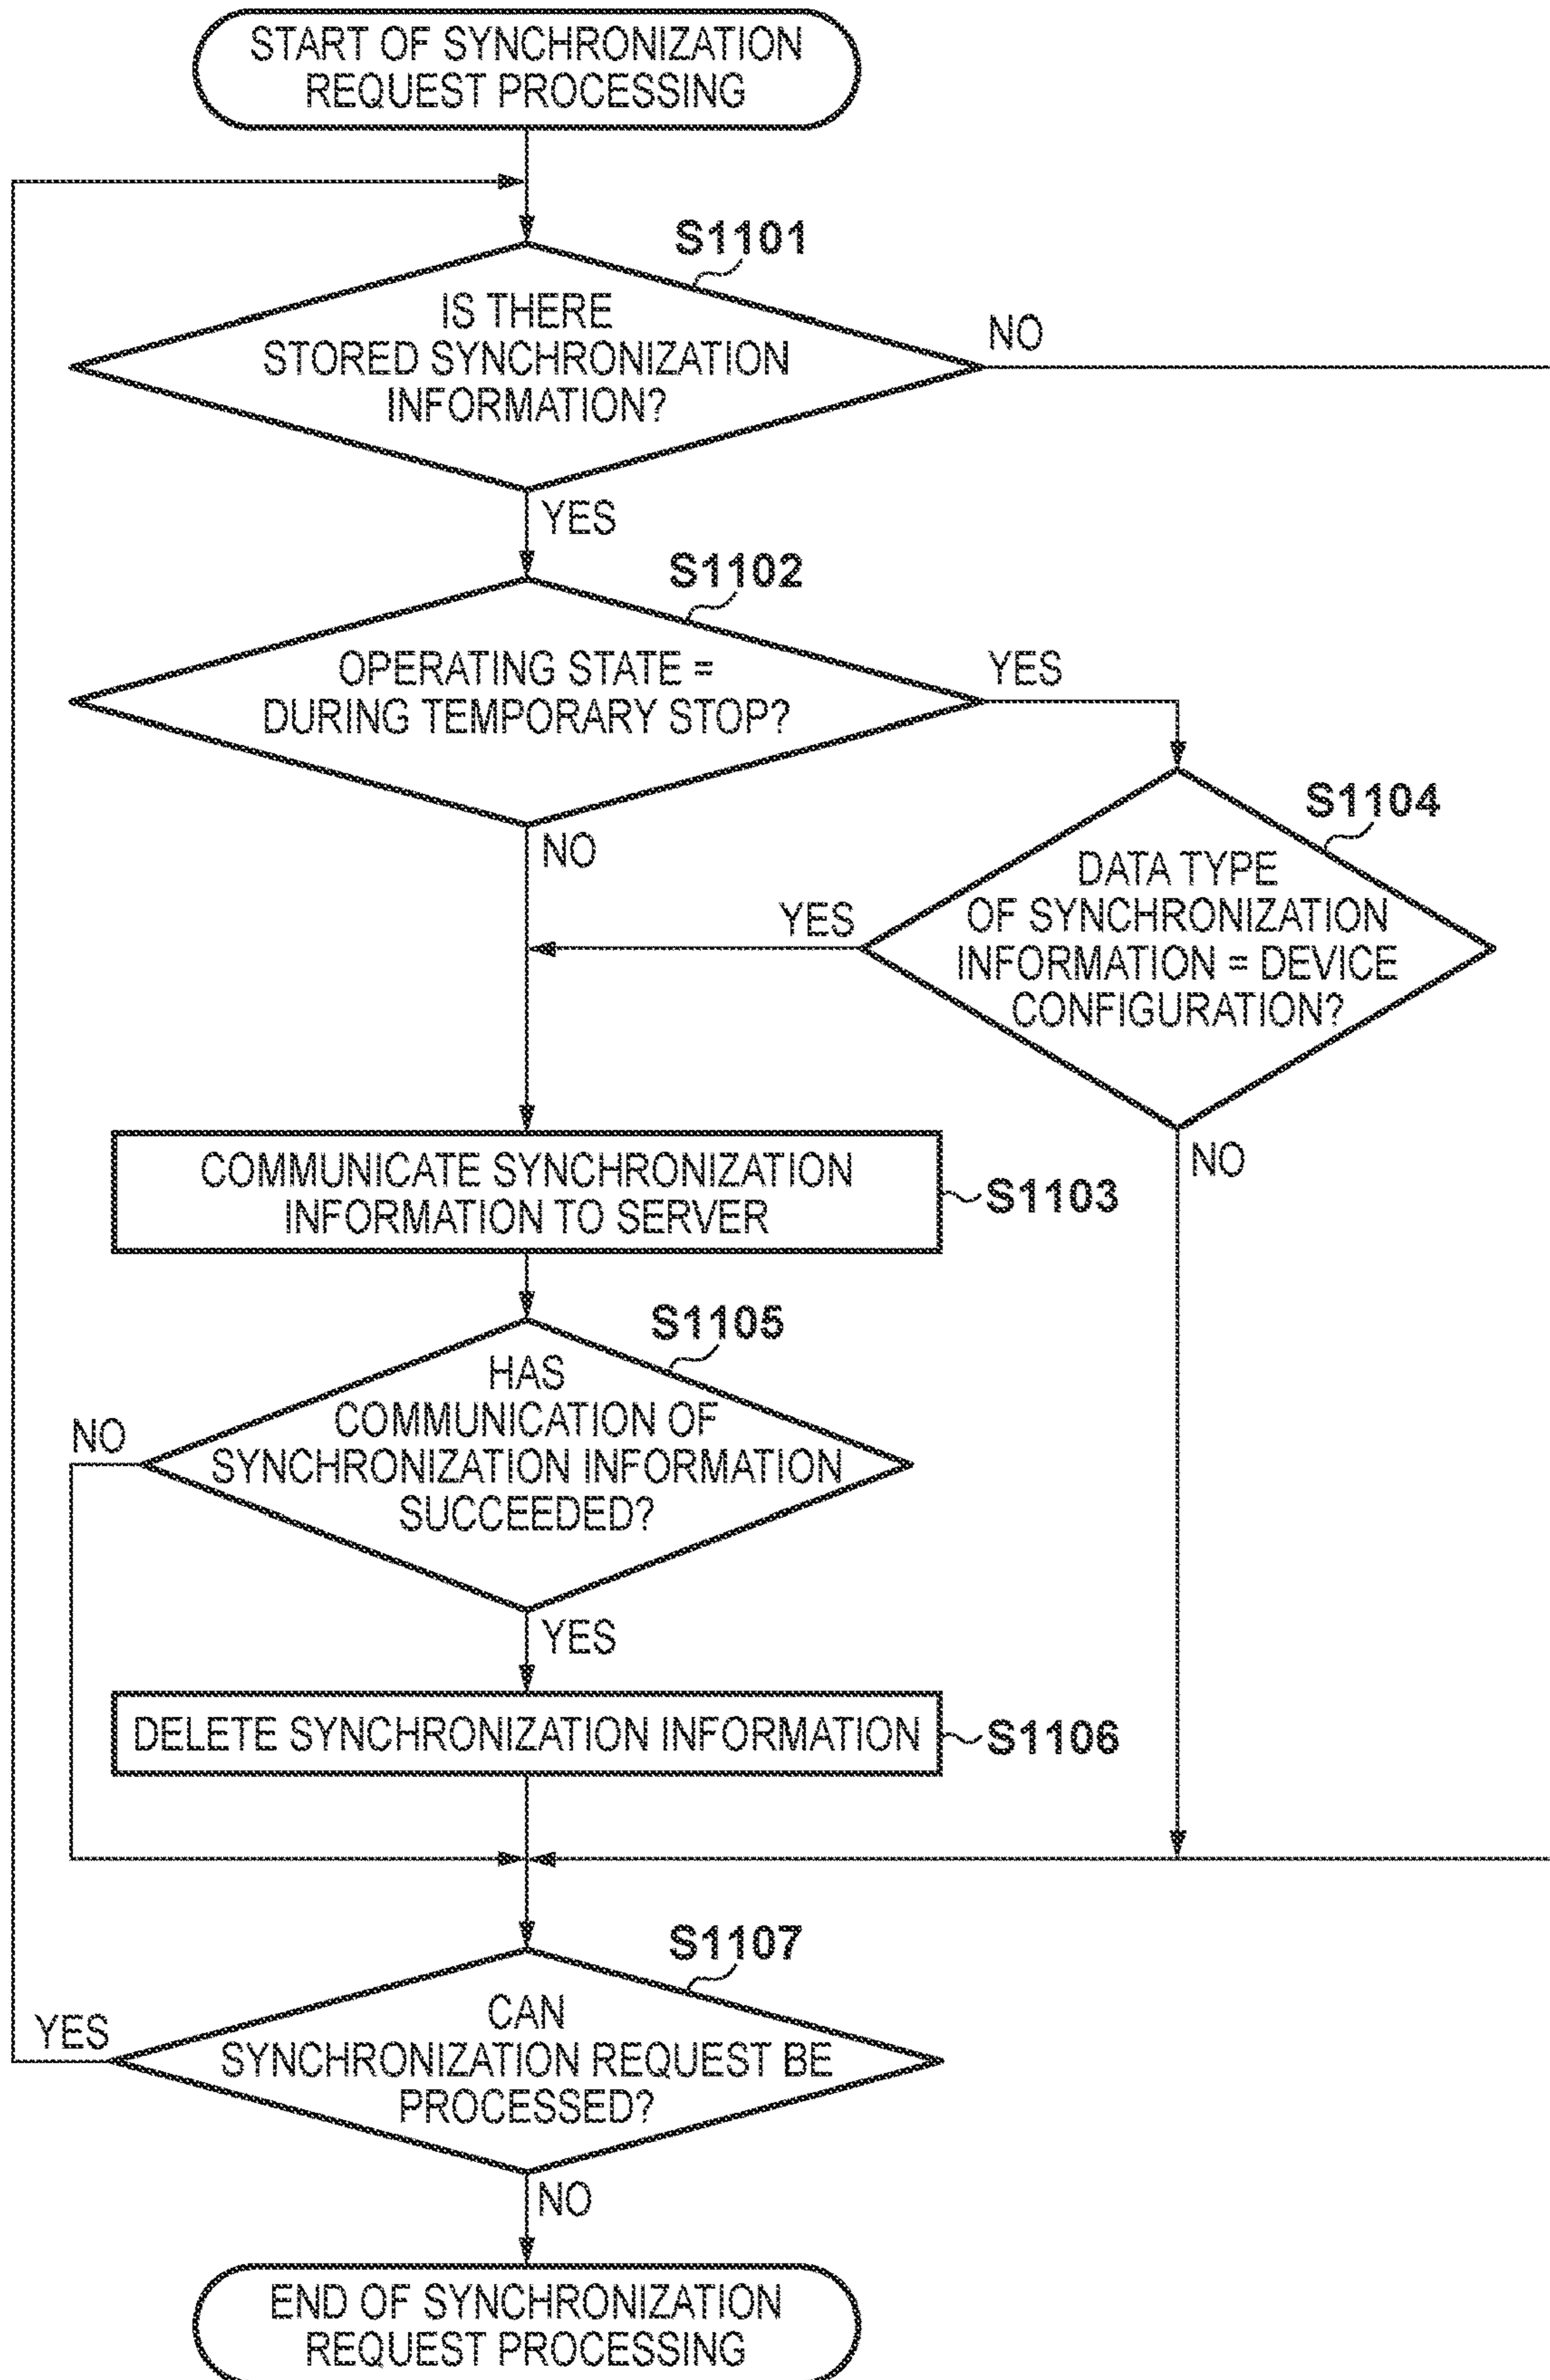 START OF SYNCHRONIZATION
REQUEST PROCESSING
S1101
IS THERE
STORED SYNCHRONIZATION
INFORMATION?
NO
YES
S1102
OPERATING STATE =
DURING TEMPORARY STOP?
YES
NO
S1104
DATA TYPE
OF SYNCHRONIZATION
INFORMATION = DEVICE
CONFIGURATION?
YES
NO
COMMUNICATE SYNCHRONIZATION
INFORMATION TO SERVER
S1103
S1105
HAS
COMMUNICATION OF
SYNCHRONIZATION INFORMATION
SUCCEEDED?
NO
YES
DELETE SYNCHRONIZATION INFORMATION
S1106
S1107
CAN
SYNCHRONIZATION REQUEST BE
PROCESSED?
YES
NO
END OF SYNCHRONIZATION
REQUEST PROCESSING